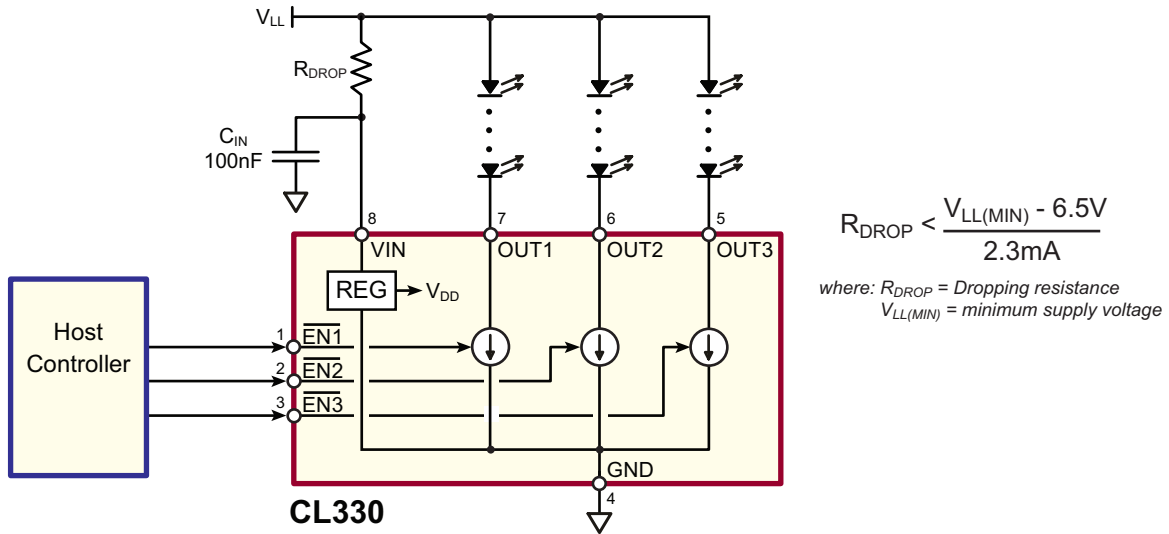 VLL
RDROP
CIN
100nF
8
7
6
5
VIN
OUT1
OUT2
OUT3
REG
VDD
Host
Controller
1
EN1
2
EN2
3
EN3
GND
4
CL330
RDROP < VLL(MIN) - 6.5V
2.3mA
where: RDROP = Dropping resistance
VLL(MIN) = minimum supply voltage